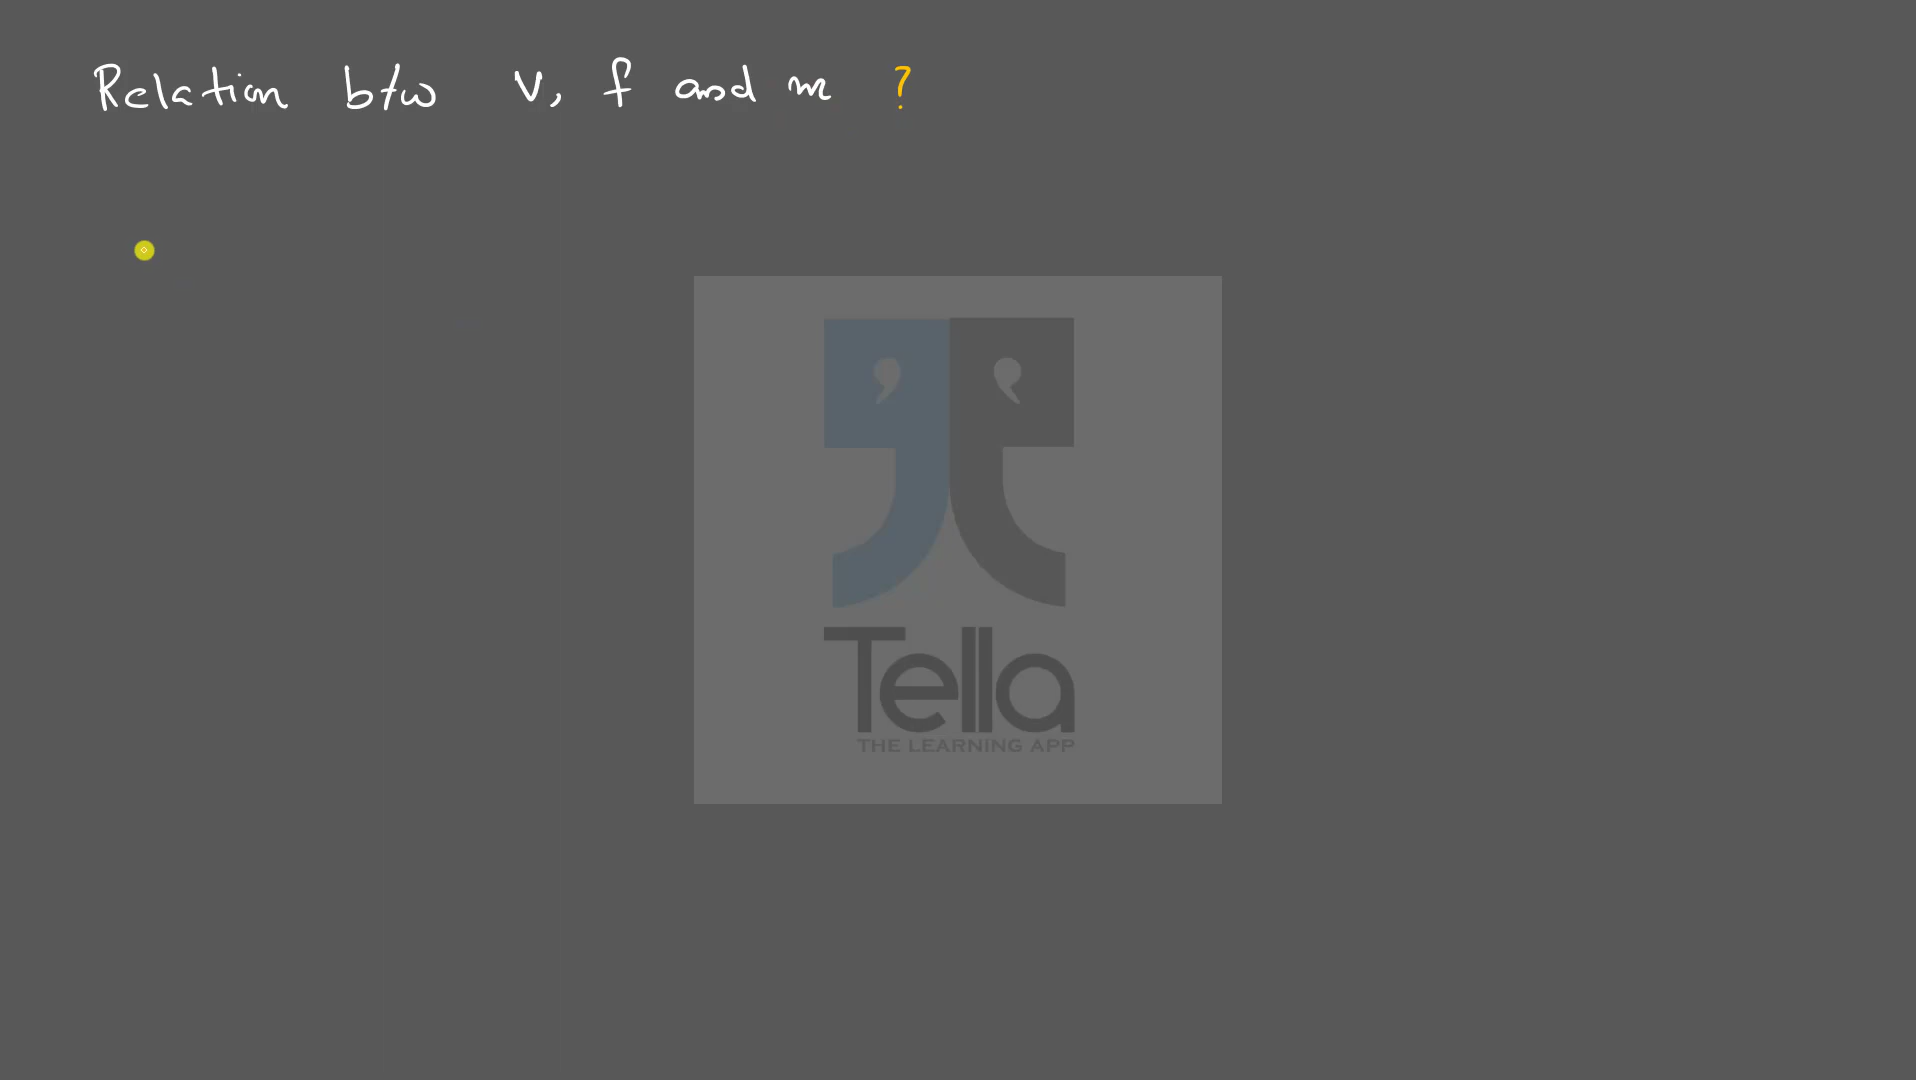 Relation b/w v, f and m ?
Tella
THE LEARNING APP